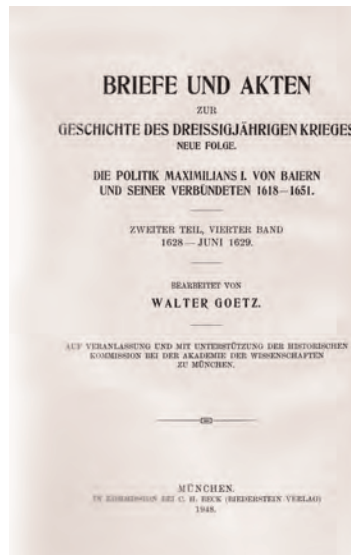 BRIEFE UND AKTEN
ZUR
GESCHICHTE DES DREISSIGJÄHRIGEN KRIEGES
NEUE FOLGE.
DIE POLITIK MAXIMILIANS I. VON BAIERN
UND SEINER VERBÜNDETEN 1618—1651.
ZWEITER TEIL, VIERTER BAND
1628 — JUNI 1629.
BEARBEITET VON
WALTER GOETZ.
AUF VERANLASSUNG UND MIT UNTERSTÜTZUNG DER HISTORISCHEN
KOMMISSION BEI DER AKADEMIE DER WISSENSCHAFTEN
ZU MÜNCHEN.
MÜNCHEN.
IN KOMMISSION BEI C. H. BECK (BIEDERSTEIN VERLAG)
1948.